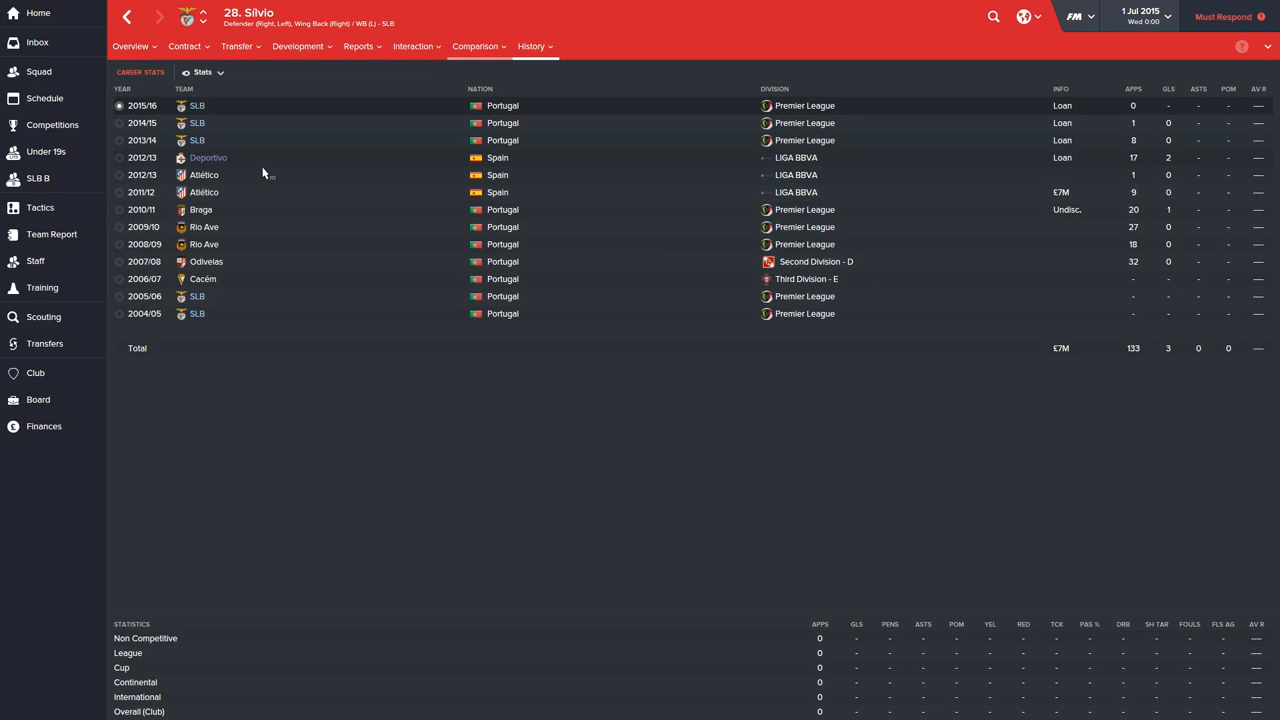 Home
Inbox
Squad
Schedule
Competitions
Under 19s
SLB B
Tactics
Team Report
Staff
Training
Scouting
Transfers
Club
Board
Finances
28. Sílvio
Defender (Right, Left), Wing Back (Right) / WB (L) - SLB
FM
1 Jul 2015
Wed 0:00
Must Respond
Overview Contract Transfer Development Reports Interaction Comparison History
?
CAREER STATS Stats
YEAR TEAM NATION DIVISION INFO APPS GLS ASTS POM AV R
2015/16 SLB Portugal Premier League Loan 0 - - - ----
2014/15 SLB Portugal Premier League Loan 1 0 - - ----
2013/14 SLB Portugal Premier League Loan 8 0 - - ----
2012/13 Deportivo Spain LIGA BBVA Loan 17 2 - - ----
2012/13 Atlético Spain LIGA BBVA 1 0 - - ----
2011/12 Atlético Spain LIGA BBVA £7M 9 0 - - ----
2010/11 Braga Portugal Premier League Undisc. 20 1 - - ----
2009/10 Rio Ave Portugal Premier League 27 0 - - ----
2008/09 Rio Ave Portugal Premier League 18 0 - - ----
2007/08 Odivelas Portugal Second Division - D 32 0 - - ----
2006/07 Cacém Portugal Third Division - E - - - - ----
2005/06 SLB Portugal Premier League - - - - ----
2004/05 SLB Portugal Premier League - - - - ----
Total £7M 133 3 0 0 ----
STATISTICS APPS GLS PENS ASTS POM YEL RED TCK PAS % DRB SH TAR FOULS FLS AG AV R
Non Competitive 0 - - - - - - - - - - - - ----
League 0 - - - - - - - - - - - - ----
Cup 0 - - - - - - - - - - - - ----
Continental 0 - - - - - - - - - - - - ----
International 0 - - - - - - - - - - - - ----
Overall (Club) 0 - - - - - - - - - - - - ----